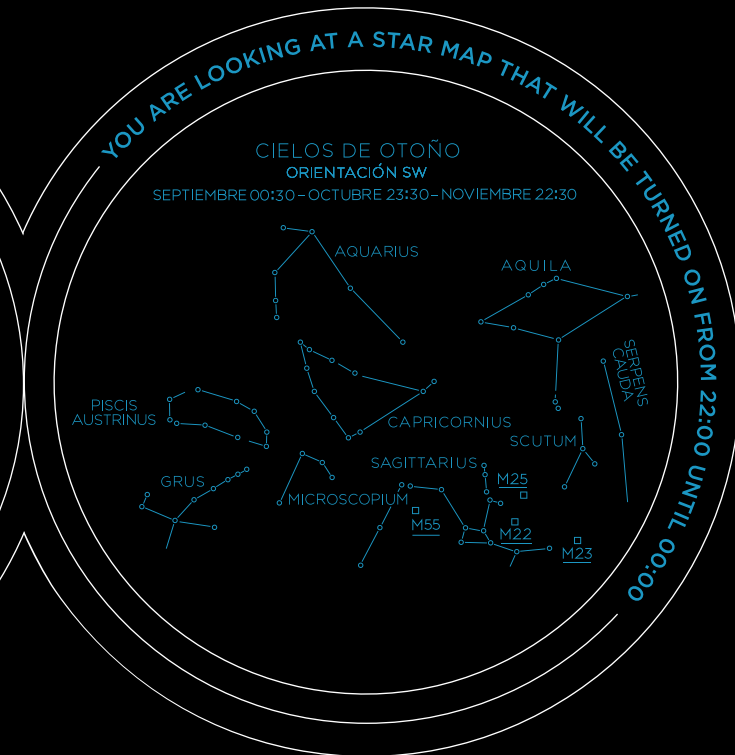 YOU ARE LOOKING AT A STAR MAP THAT WILL BE TURNED ON FROM 22:00 UNTIL 00:00
CIELOS DE OTOÑO
ORIENTACIÓN SW
SEPTIEMBRE 00:30 – OCTUBRE 23:30 – NOVIEMBRE 22:30
AQUARIUS
AQUILA
SERPENS
CAUDA
PISCIS
AUSTRINUS
CAPRICORNIUS
SCUTUM
SAGITTARIUS
GRUS
M25
MICROSCOPIUM
M55
M22
M23